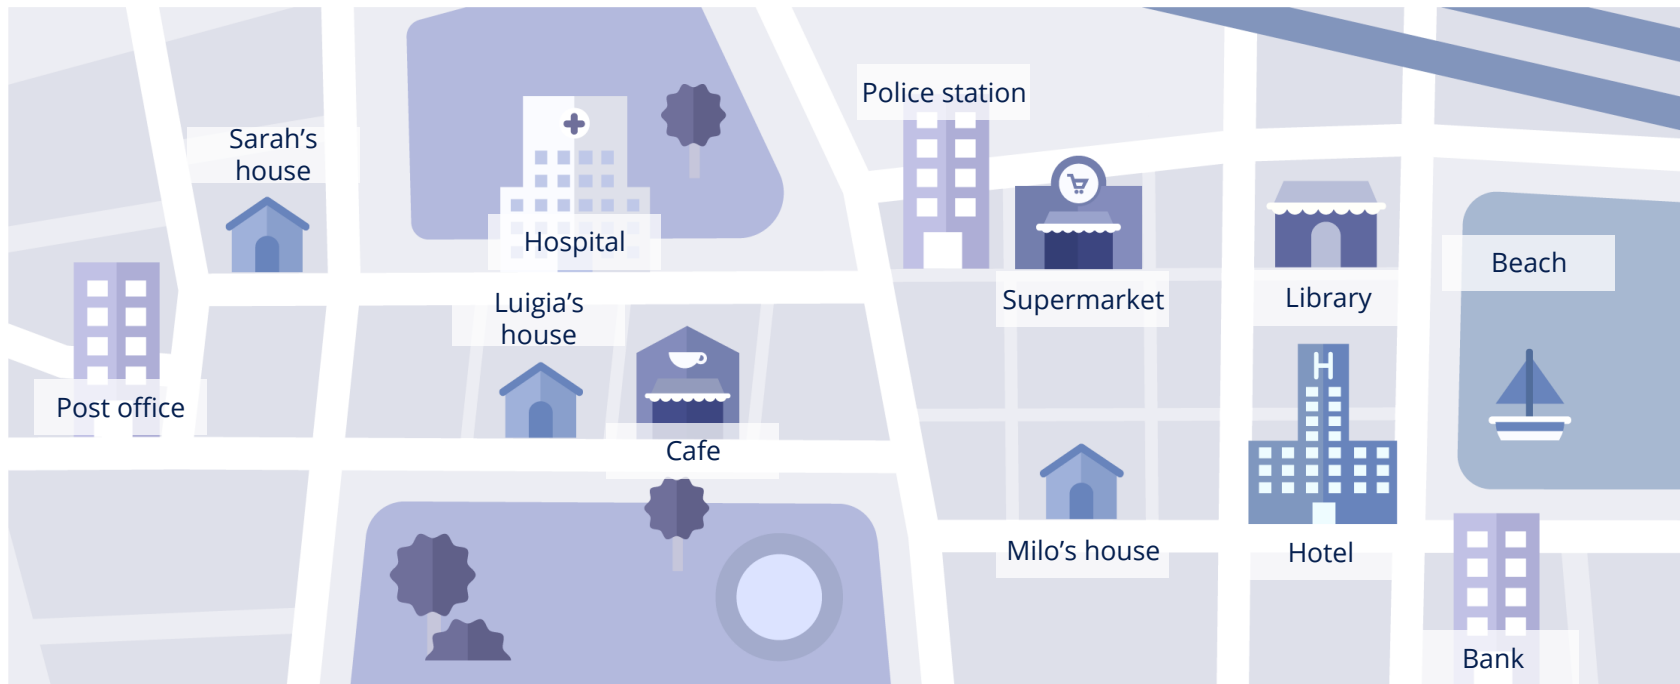 Police station
Sarah’s
house
Hospital
Beach
Luigia’s
house
Supermarket
Library
H
Post office
Cafe
Milo’s house
Hotel
Bank